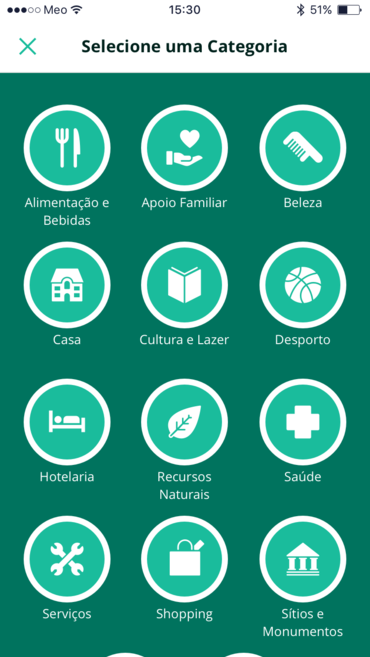 Meo 15:30 51%
Selecione uma Categoria
Alimentação e Apoio Familiar Beleza
Bebidas
Casa Cultura e Lazer Desporto
Hotelaria Recursos Saúde
Naturais
Serviços Shopping Sítios e
Monumentos